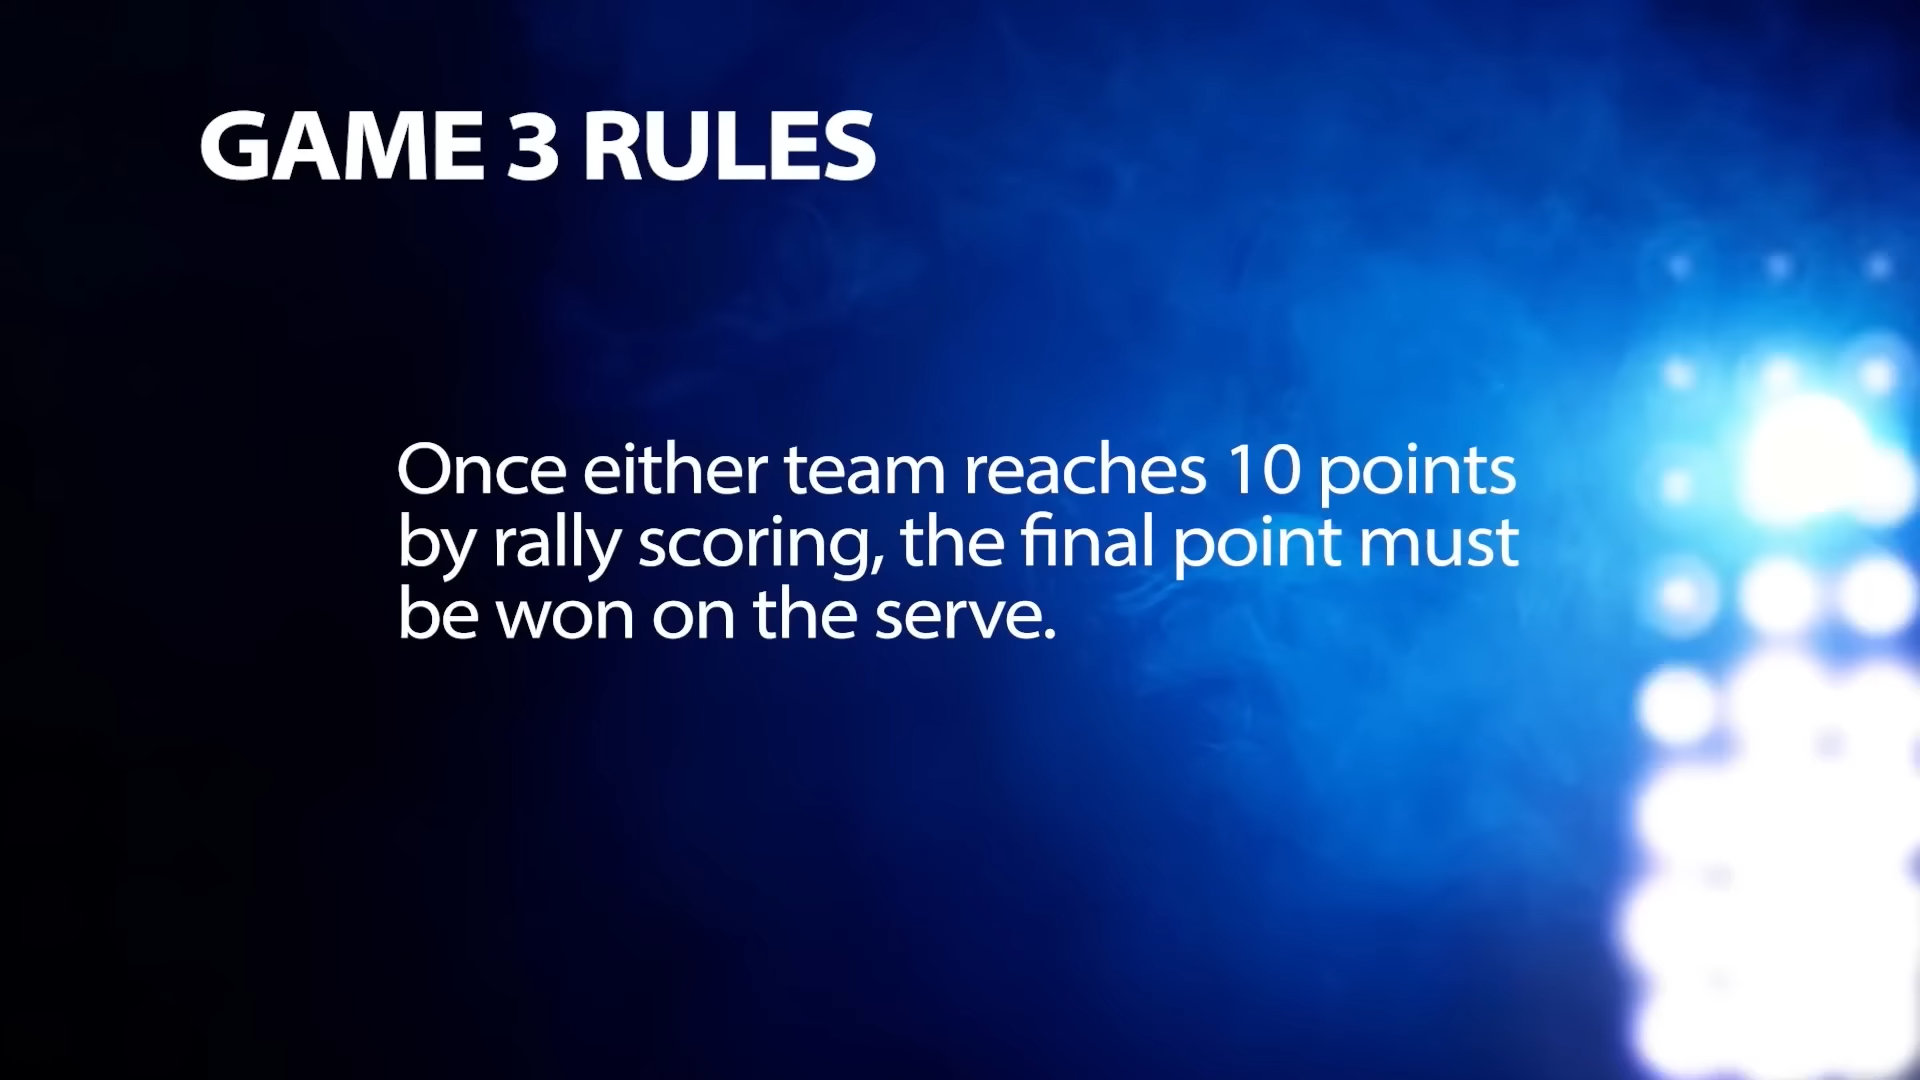 GAME 3 RULES
Once either team reaches 10 points
by rally scoring, the final point must
be won on the serve.